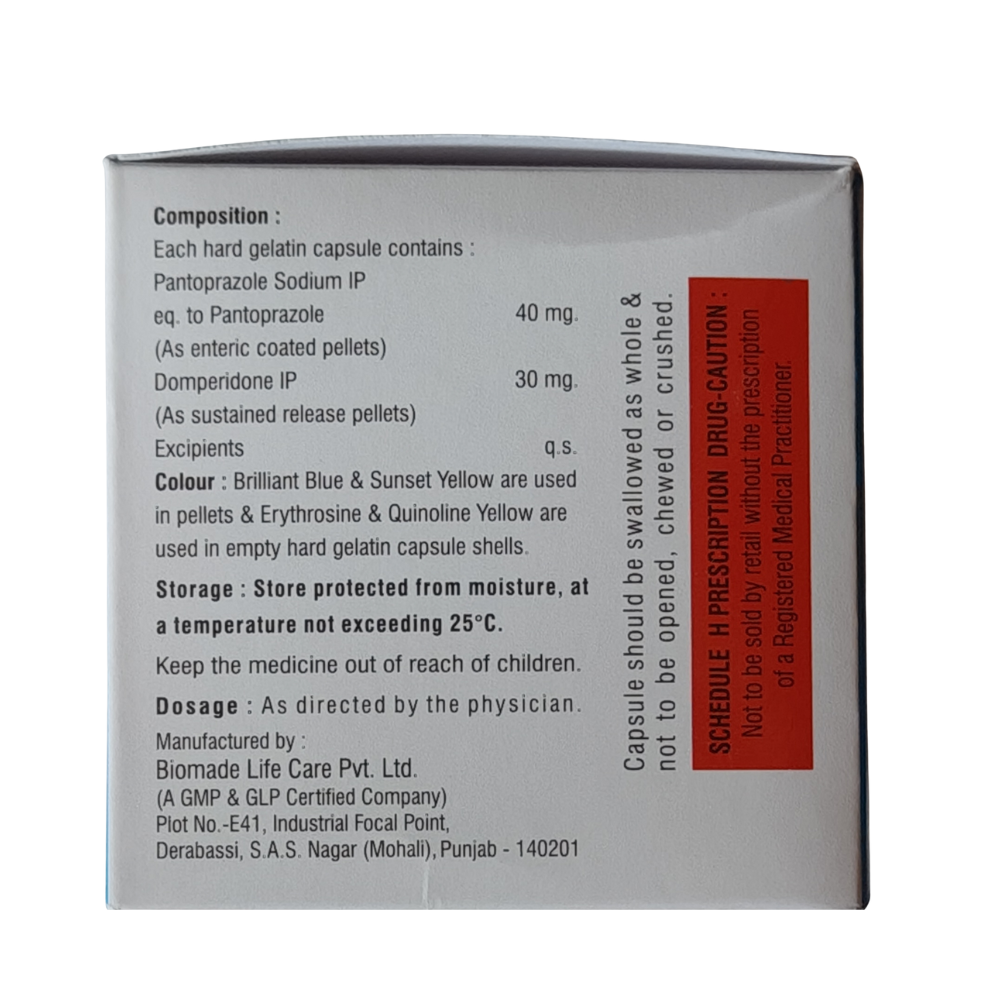 Composition :
Each hard gelatin capsule contains :
Pantoprazole Sodium IP
eq. to Pantoprazole 40 mg.
(As enteric coated pellets)
Domperidone IP 30 mg.
(As sustained release pellets)
Excipients q.s.
Colour : Brilliant Blue & Sunset Yellow are used
in pellets & Erythrosine & Quinoline Yellow are
used in empty hard gelatin capsule shells.
Storage : Store protected from moisture, at
a temperature not exceeding 25°C.
Keep the medicine out of reach of children.
Dosage : As directed by the physician.
Manufactured by :
Biomade Life Care Pvt. Ltd.
(A GMP & GLP Certified Company)
Plot No.-E41, Industrial Focal Point,
Derabassi, S.A.S. Nagar (Mohali), Punjab - 140201
Capsule should be swallowed as whole &
not to be opened, chewed or crushed.
SCHEDULE H PRESCRIPTION DRUG-CAUTION :
Not to be sold by retail without the prescription
of a Registered Medical Practitioner.